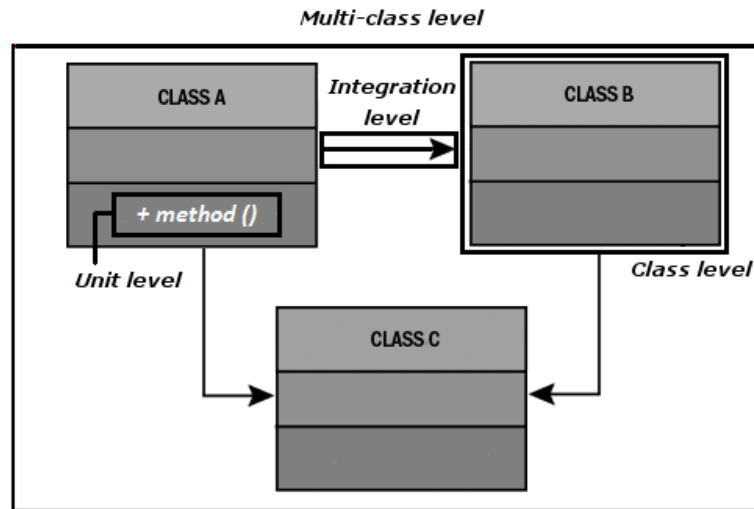 Multi-class level
CLASS A
Integration
level
CLASS B
+ method ()
Unit level
Class level
CLASS C